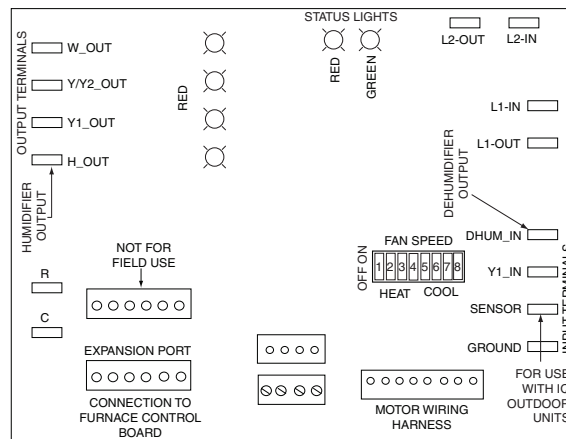 STATUS LIGHTS
L2-OUT
L2-IN
OUTPUT TERMINALS
W_OUT
Y/Y2_OUT
Y1_OUT
H_OUT
RED
RED
GREEN
L1-IN
L1-OUT
HUMIDIFIER
OUTPUT
DEHUMIDIFIER
OUTPUT
DHUM_IN
Y1_IN
SENSOR
GROUND
INPUT TERMINALS
NOT FOR
FIELD USE
FAN SPEED
OFF ON
1 2 3 4 5 6 7 8
HEAT
COOL
R
C
EXPANSION PORT
CONNECTION TO
FURNACE CONTROL
BOARD
MOTOR WIRING
HARNESS
FOR USE
WITH IC
OUTDOOR
UNITS